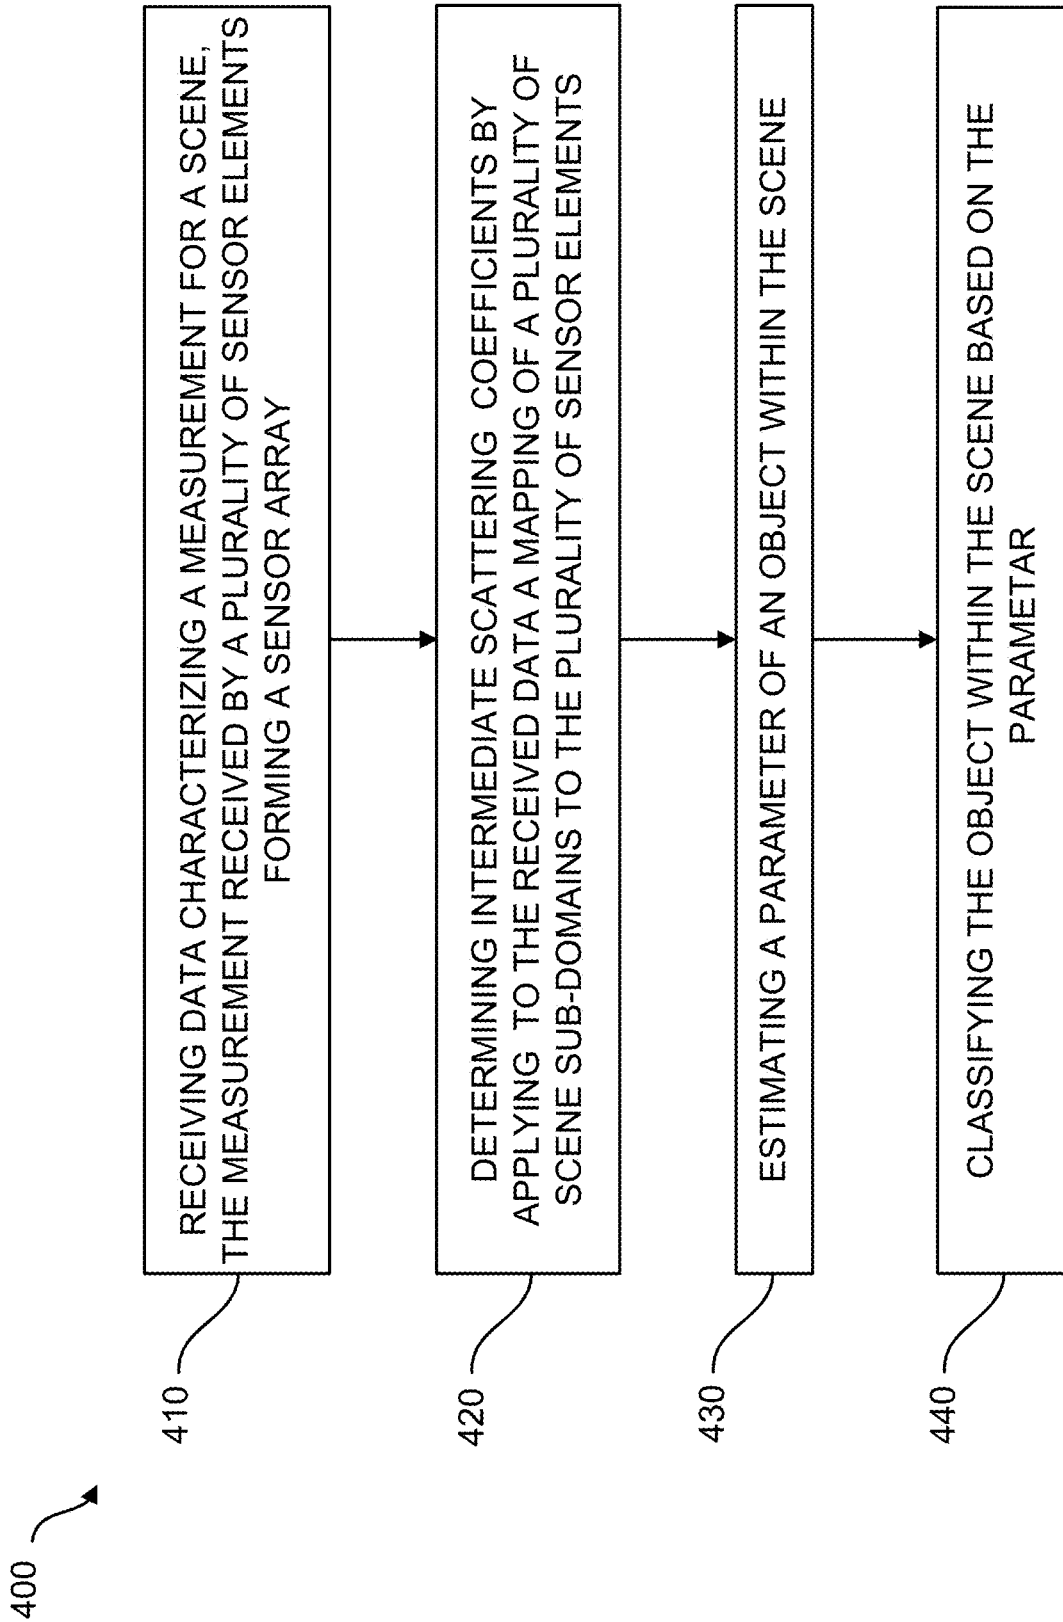 400
410
RECEIVING DATA CHARACTERIZING A MEASUREMENT FOR A SCENE,
THE MEASUREMENT RECEIVED BY A PLURALITY OF SENSOR ELEMENTS
FORMING A SENSOR ARRAY
420
DETERMINING INTERMEDIATE SCATTERING COEFFICIENTS BY
APPLYING TO THE RECEIVED DATA A MAPPING OF A PLURALITY OF
SCENE SUB-DOMAINS TO THE PLURALITY OF SENSOR ELEMENTS
430
ESTIMATING A PARAMETER OF AN OBJECT WITHIN THE SCENE
440
CLASSIFYING THE OBJECT WITHIN THE SCENE BASED ON THE
PARAMETAR